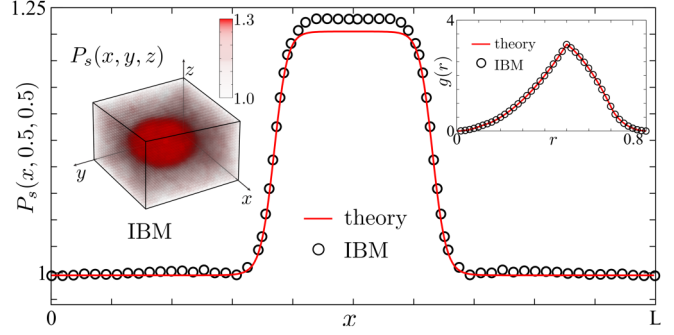 1.25
P_s(x, 0.5, 0.5)
1
0
x
L
P_s(x, y, z)
1.3
1.0
z
y
x
IBM
theory
IBM
4
g(r)
0
0
r
0.8
theory
IBM